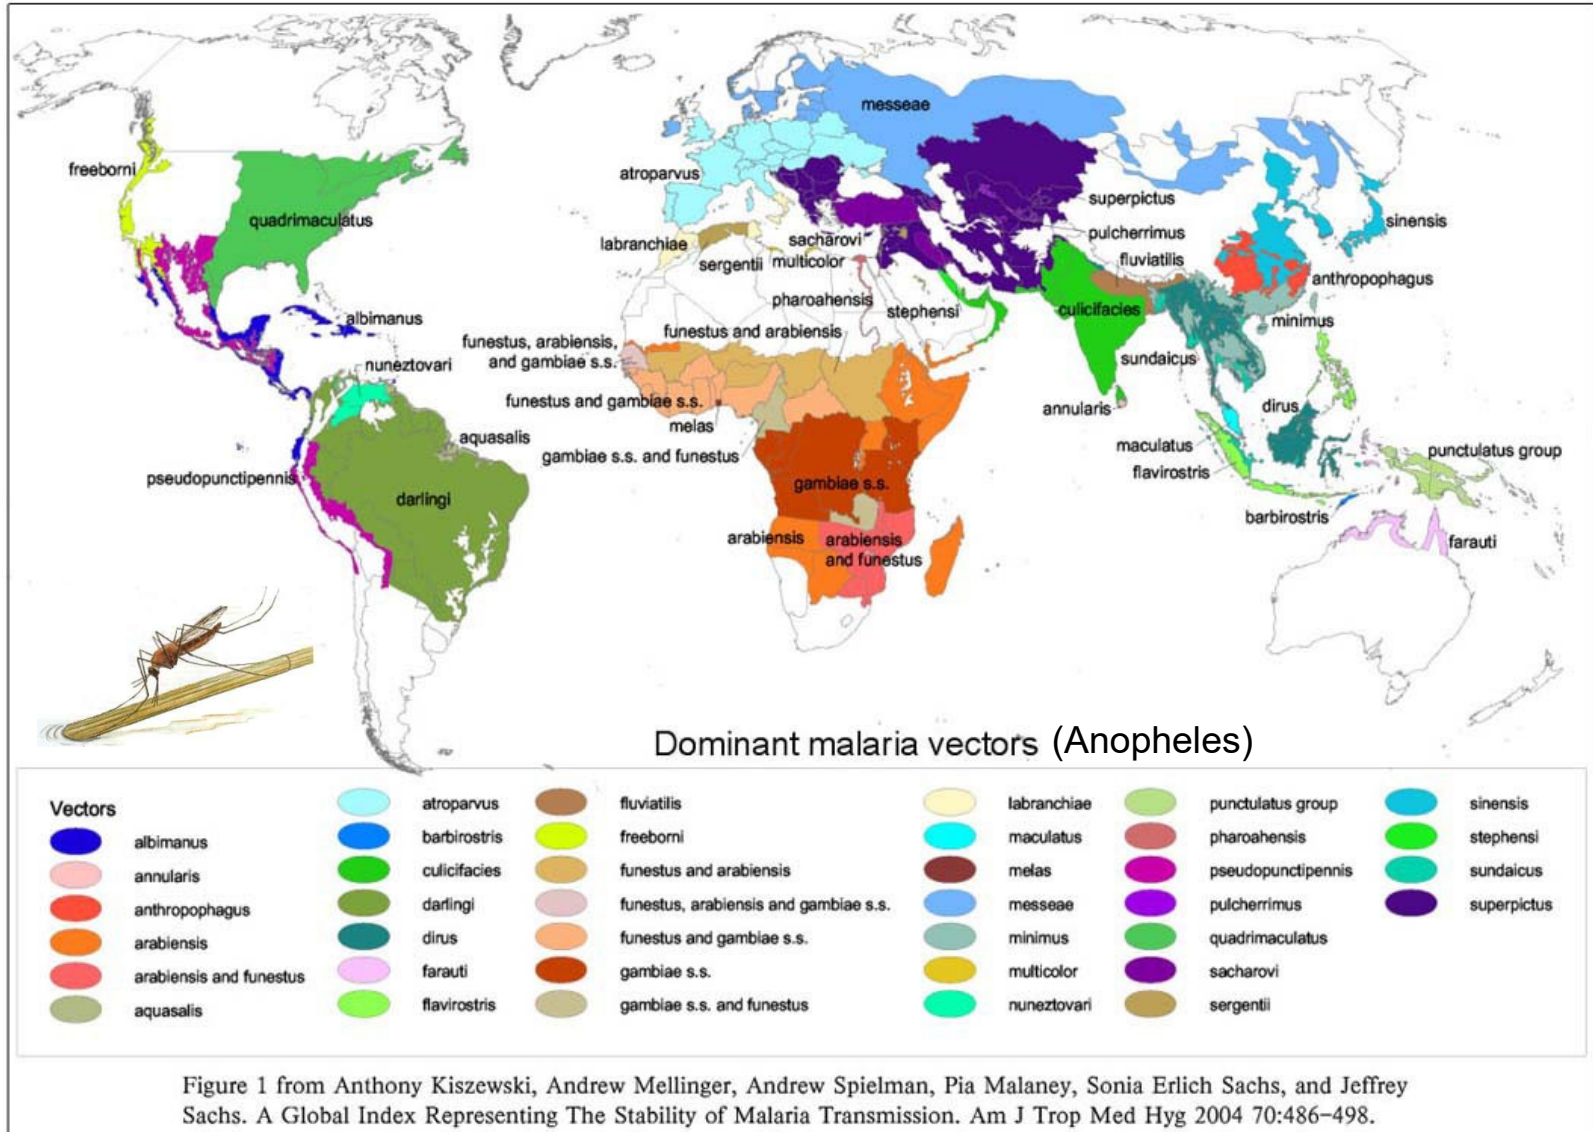 messeae
freeborni
atroparvus
quadrimaculatus
superpictus
sinensis
pulcherrimus
labranchiae
sacharovi
sergentii
multicolor
fluviatilis
anthropophagus
pharoahensis
stephensi
culicifacies
albimanus
minimus
funestus and arabiensis
funestus, arabiensis,
and gambiae s.s.
nuneztovari
sundaicus
funestus and gambiae s.s.
annularis
dirus
melas
aquasalis
maculatus
punctulatus group
gambiae s.s. and funestus
flavirostris
pseudopunctipennis
darlingi
gambiae s.s.
barbirostris
arabiensis
arabiensis
and funestus
farauti
Dominant malaria vectors (Anopheles)
Vectors
albimanus
annularis
anthropophagus
arabiensis
arabiensis and funestus
aquasalis
atroparvus
barbirostris
culicifacies
darlingi
dirus
farauti
flavirostris
fluviatilis
freeborni
funestus and arabiensis
funestus, arabiensis and gambiae s.s.
funestus and gambiae s.s.
gambiae s.s.
gambiae s.s. and funestus
labranchiae
maculatus
melas
messeae
minimus
multicolor
nuneztovari
punctulatus group
pharoahensis
pseudopunctipennis
pulcherrimus
quadrimaculatus
sacharovi
sergentii
sinensis
stephensi
sundaicus
superpictus
Figure 1 from Anthony Kiszewski, Andrew Mellinger, Andrew Spielman, Pia Malaney, Sonia Erlich Sachs, and Jeffrey
Sachs. A Global Index Representing The Stability of Malaria Transmission. Am J Trop Med Hyg 2004 70:486–498.